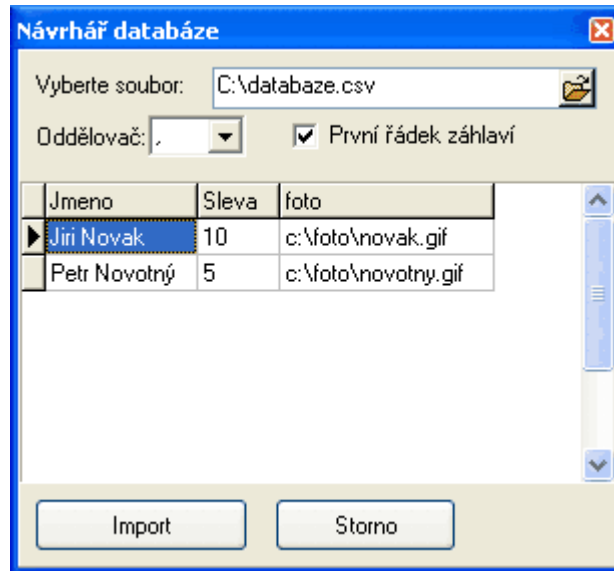 Návrhář databáze
Vyberte soubor: C:\databaze.csv
Oddělovač: , První řádek záhlaví
Jmeno Sleva foto
Jiri Novak 10 c:\foto\novak.gif
Petr Novotný 5 c:\foto\novotny.gif
Import Storno